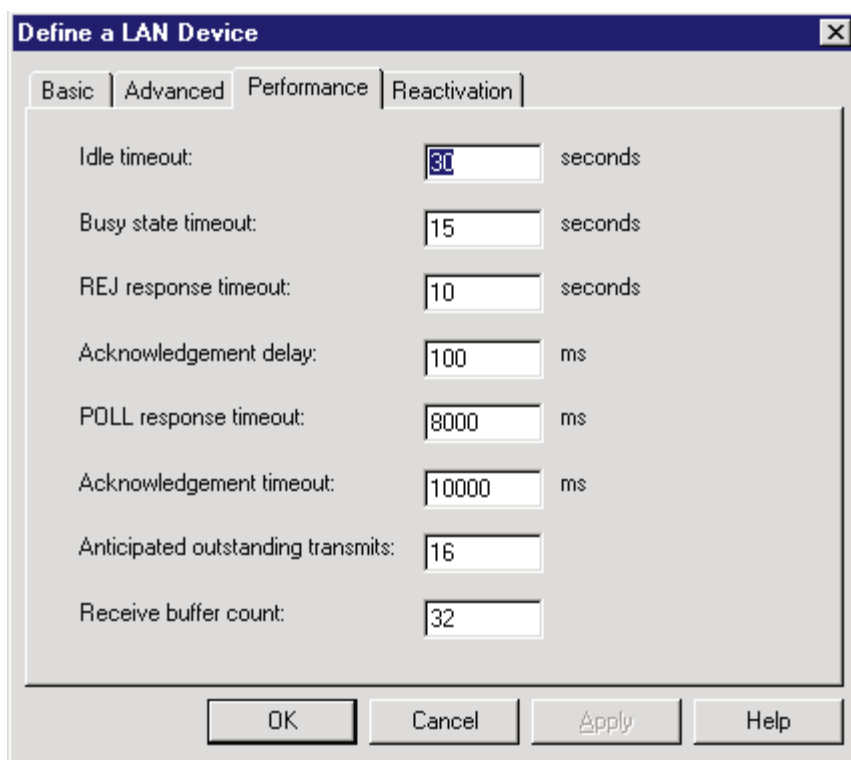 Define a LAN Device
Basic Advanced Performance Reactivation
Idle timeout: 30 seconds
Busy state timeout: 15 seconds
REJ response timeout: 10 seconds
Acknowledgement delay: 100 ms
POLL response timeout: 8000 ms
Acknowledgement timeout: 10000 ms
Anticipated outstanding transmits: 16
Receive buffer count: 32
OK Cancel Apply Help